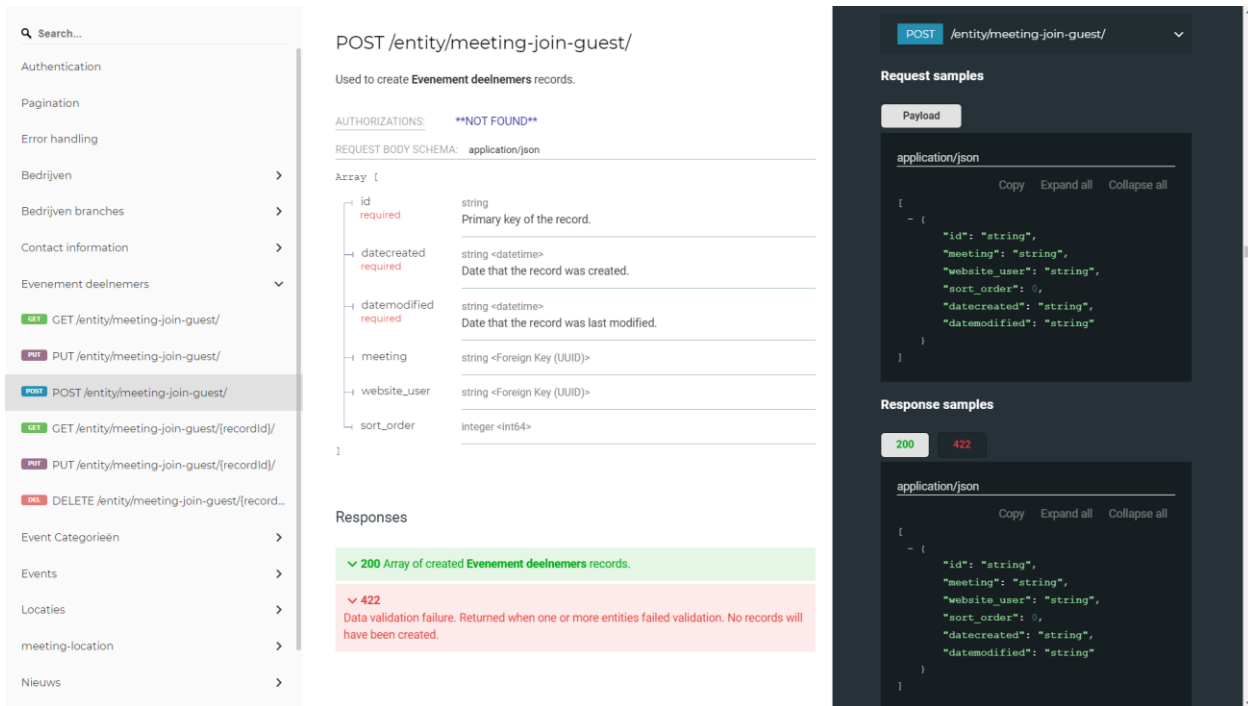 Search...
Authentication
Pagination
Error handling
Bedrijven
Bedrijven branches
Contact information
Evenement deelnemers
GET GET /entity/meeting-join-guest/
PUT PUT /entity/meeting-join-guest/
POST POST /entity/meeting-join-guest/
GET GET /entity/meeting-join-guest/{recordId}/
PUT PUT /entity/meeting-join-guest/{recordId}/
DEL DELETE /entity/meeting-join-guest/{record...
Event Categorieën
Events
Locaties
meeting-location
Nieuws
POST /entity/meeting-join-guest/
Used to create Evenement deelnemers records.
AUTHORIZATIONS: **NOT FOUND**
REQUEST BODY SCHEMA: application/json
Array [
id string
required Primary key of the record.
datecreated string <datetime>
required Date that the record was created.
datemodified string <datetime>
required Date that the record was last modified.
meeting string <Foreign Key (UUID)>
website_user string <Foreign Key (UUID)>
sort_order integer <int64>
]
Responses
200 Array of created Evenement deelnemers records.
422
Data validation failure. Returned when one or more entities failed validation. No records will
have been created.
POST /entity/meeting-join-guest/
Request samples
Payload
application/json
Copy Expand all Collapse all
[
- {
"id": "string",
"meeting": "string",
"website_user": "string",
"sort_order": 0,
"datecreated": "string",
"datemodified": "string"
}
]
Response samples
200 422
application/json
Copy Expand all Collapse all
[
- {
"id": "string",
"meeting": "string",
"website_user": "string",
"sort_order": 0,
"datecreated": "string",
"datemodified": "string"
}
]